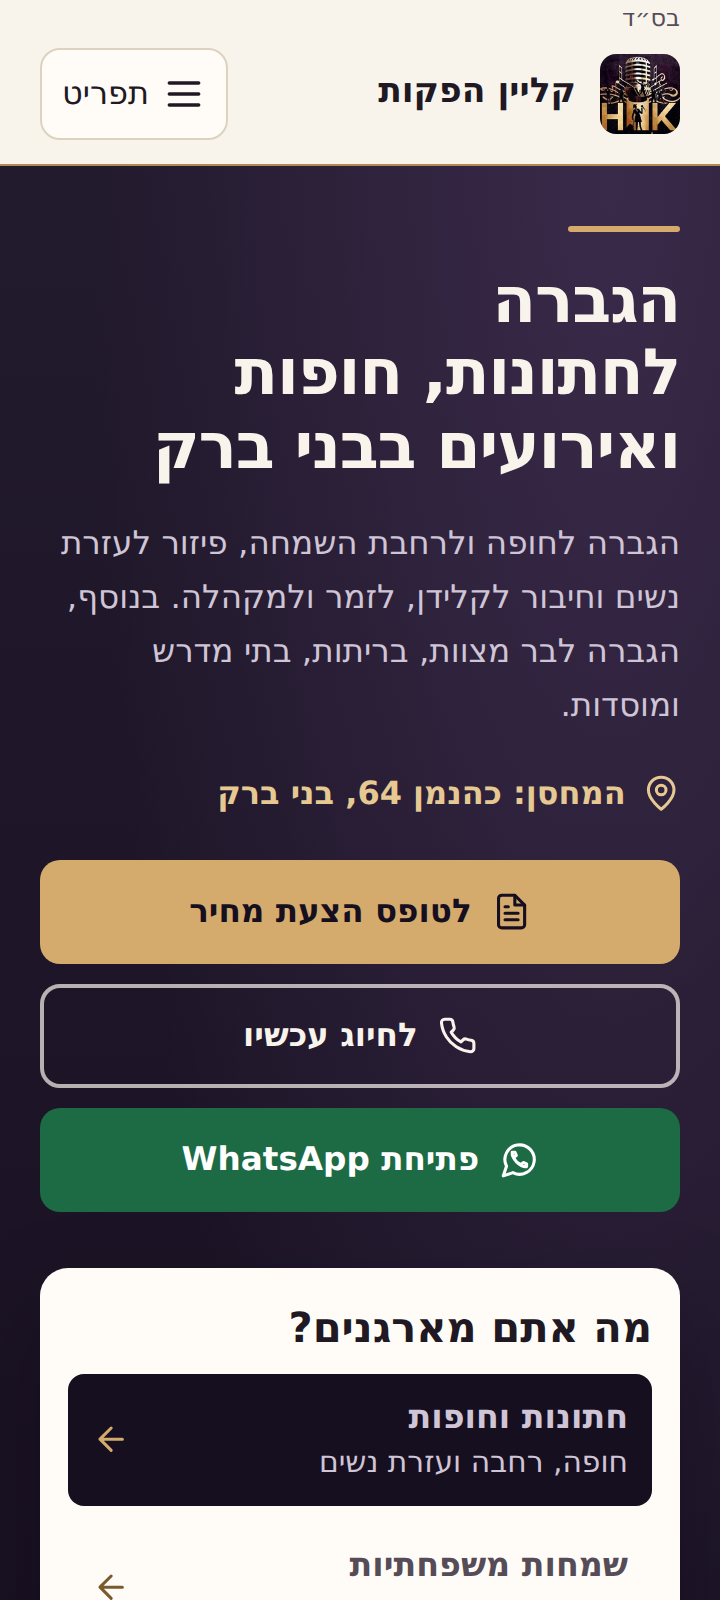 בס״ד
קליין הפקות
תפריט
הגברה
לחתונות, חופות
ואירועים בבני ברק
הגברה לחופה ולרחבת השמחה, פיזור לעזרת
נשים וחיבור לקלידן, לזמר ולמקהלה. בנוסף,
הגברה לבר מצוות, בריתות, בתי מדרש
ומוסדות.
המחסן: כהנמן 64, בני ברק
לטופס הצעת מחיר
לחיוג עכשיו
פתיחת WhatsApp
מה אתם מארגנים?
חתונות וחופות
חופה, רחבה ועזרת נשים
שמחות משפחתיות